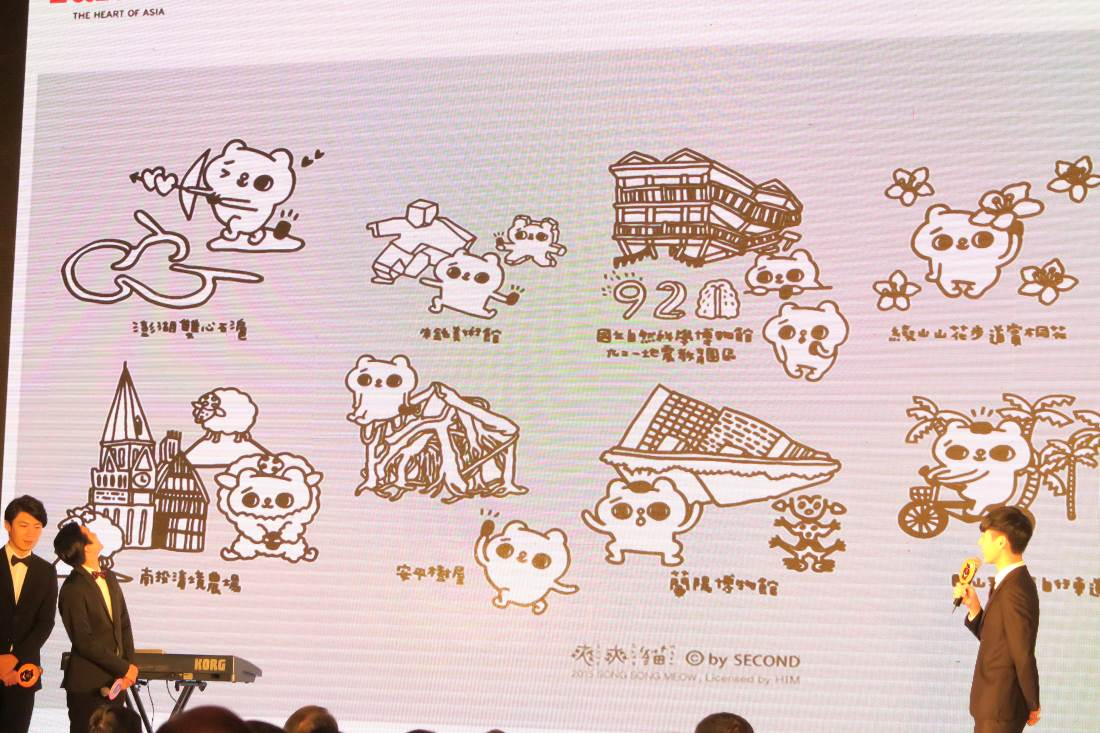 THE HEART OF ASIA
92
澎湖雙心石滬
朱銘美術館
國立自然科學博物館
九二一地震教育園區
山花步道賞桐花
南投清境農場
安平樹屋
蘭陽博物館
山
自行車道
爽爽貓 © by SECOND
2015 SONG SONG MEOW, Licensed by HIM
KORG